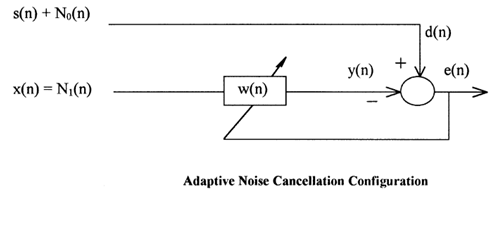 s(n) + N₀(n)
d(n)
+
y(n)
e(n)
x(n) = N₁(n)
w(n)
−
Adaptive Noise Cancellation Configuration